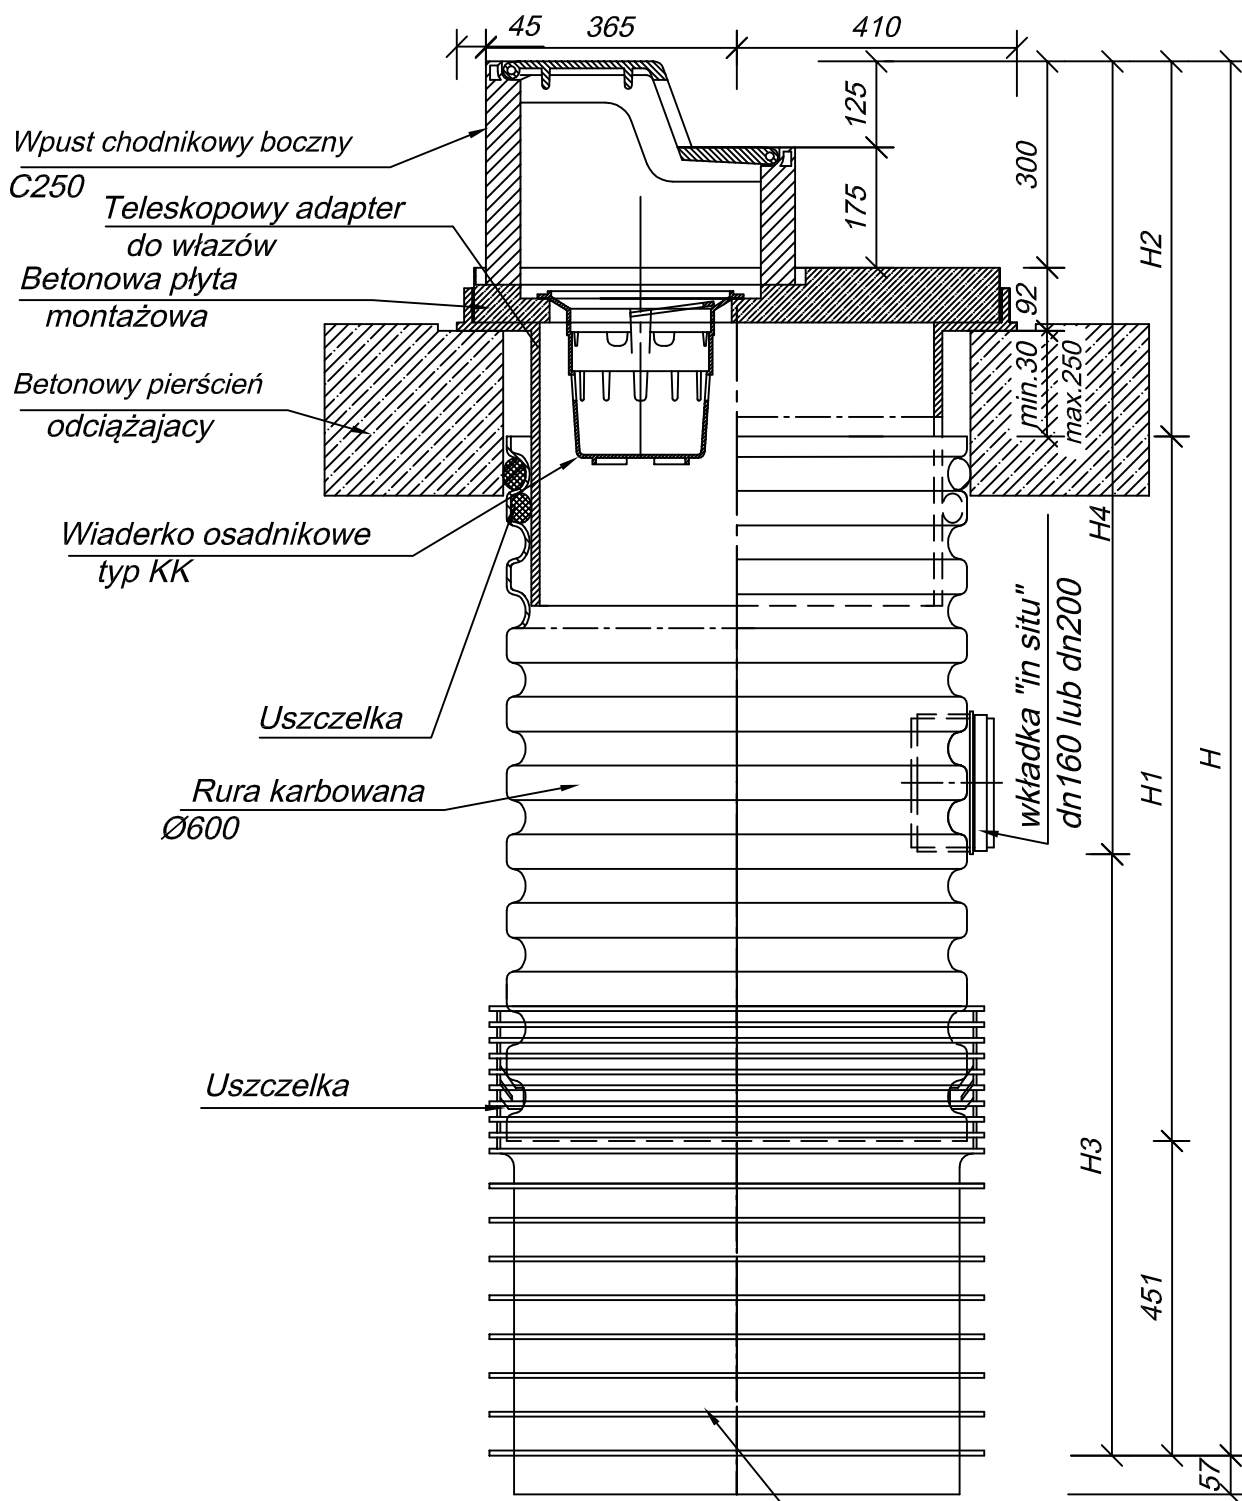 45
365
410
Wpust chodnikowy boczny
C250
Teleskopowy adapter
do włazów
Betonowa płyta
montażowa
Betonowy pierścień
odciążajacy
Wiaderko osadnikowe
typ KK
Uszczelka
Rura karbowana
Ø600
Uszczelka
125
175
300
92
min.30
max.250
wkładka "in situ"
dn160 lub dn200
H2
H4
H1
H
H3
451
57